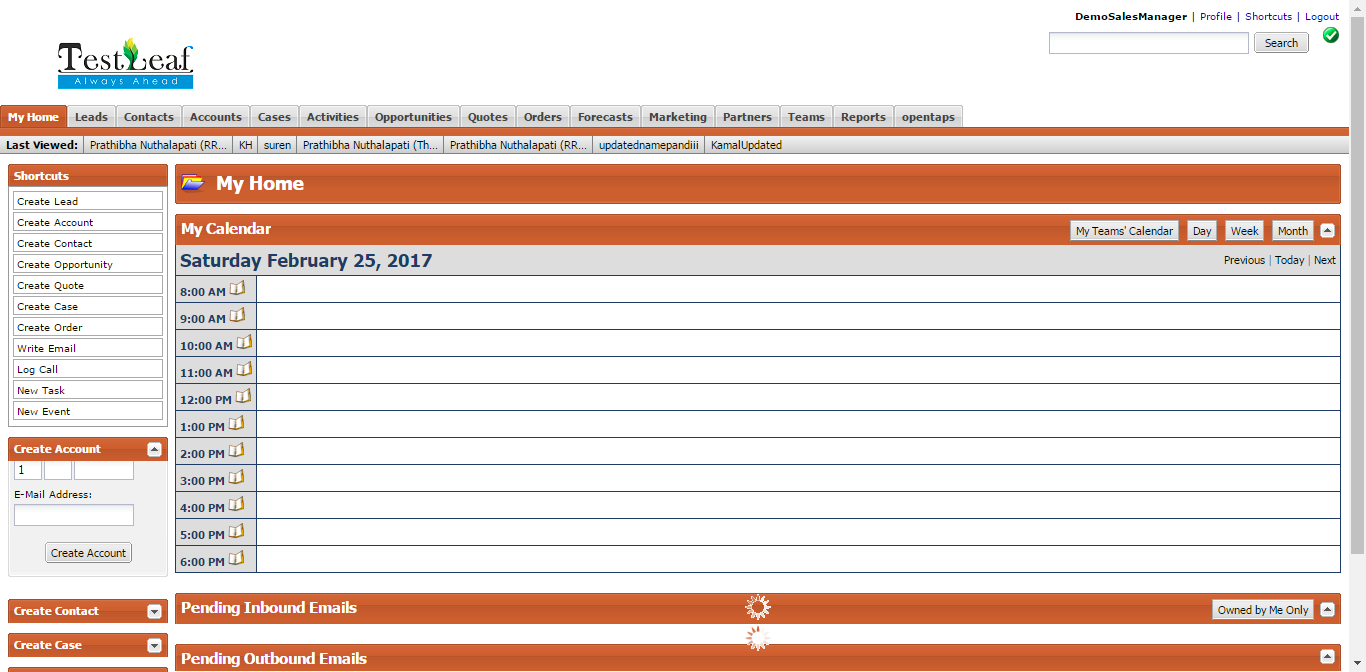 DemoSalesManager | Profile | Shortcuts | Logout
Search
TestLeaf
Always Ahead
My Home Leads Contacts Accounts Cases Activities Opportunities Quotes Orders Forecasts Marketing Partners Teams Reports opentaps
Last Viewed: Prathibha Nuthalapati (RR... KH suren Prathibha Nuthalapati (Th... Prathibha Nuthalapati (RR... updatednamepandiii KamalUpdated
Shortcuts
Create Lead
Create Account
Create Contact
Create Opportunity
Create Quote
Create Case
Create Order
Write Email
Log Call
New Task
New Event
Create Account
1
E-Mail Address:
Create Account
Create Contact
Create Case
My Home
My Calendar My Teams' Calendar Day Week Month
Saturday February 25, 2017 Previous | Today | Next
8:00 AM
9:00 AM
10:00 AM
11:00 AM
12:00 PM
1:00 PM
2:00 PM
3:00 PM
4:00 PM
5:00 PM
6:00 PM
Pending Inbound Emails Owned by Me Only
Pending Outbound Emails